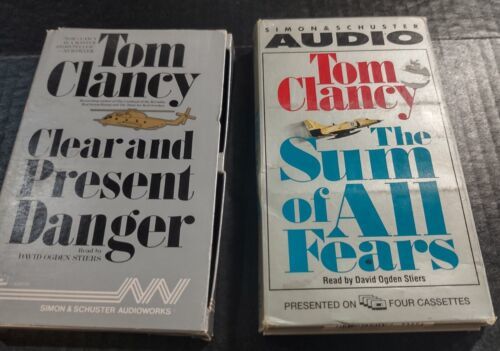 Tom
Clancy
Clear and
Present
Danger
Read by
DAVID OGDEN STIERS
SIMON & SCHUSTER AUDIOWORKS
SIMON & SCHUSTER
AUDIO
Tom
Clancy
The
Sum
of All
Fears
Read by David Ogden Stiers
PRESENTED ON FOUR CASSETTES